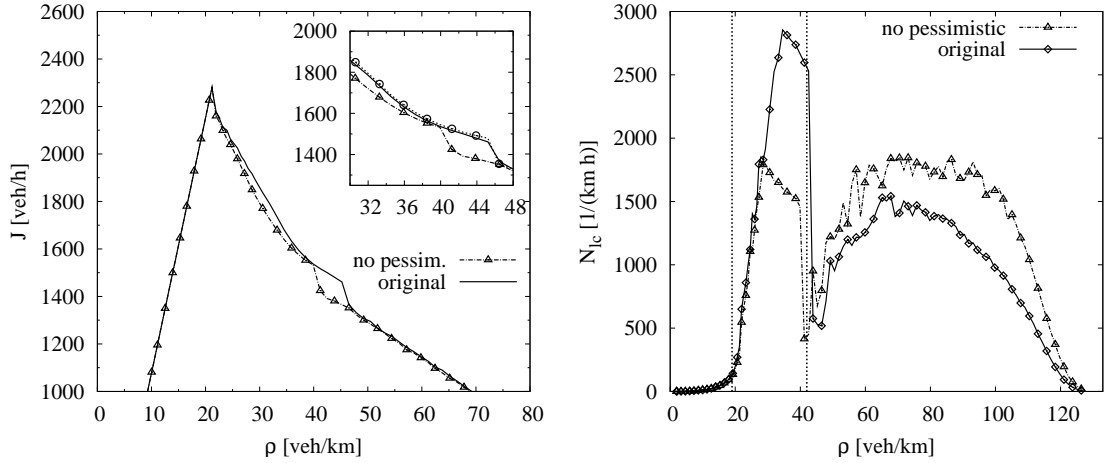 2600
2400
2200
2000
1800
1600
1400
1200
1000
J [veh/h]
0 10 20 30 40 50 60 70 80
ρ [veh/km]
2000
1800
1600
1400
32 36 40 44 48
no pessim.
original
3000
2500
2000
1500
1000
500
0
N_lc [1/(km h)]
0 20 40 60 80 100 120
ρ [veh/km]
no pessimistic
original